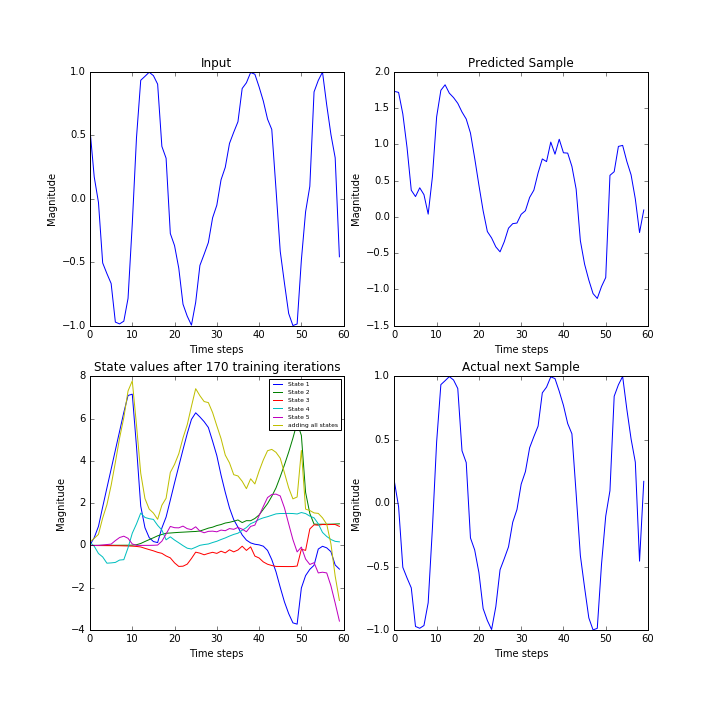 Input
1.0
0.5
0.0
−0.5
−1.0
Magnitude
0 10 20 30 40 50 60
Time steps
Predicted Sample
2.0
1.5
1.0
0.5
0.0
−0.5
−1.0
−1.5
Magnitude
0 10 20 30 40 50 60
Time steps
State values after 170 training iterations
8
6
4
2
0
−2
−4
Magnitude
State 1
State 2
State 3
State 4
State 5
adding all states
0 10 20 30 40 50 60
Time steps
Actual next Sample
1.0
0.5
0.0
−0.5
−1.0
Magnitude
0 10 20 30 40 50 60
Time steps